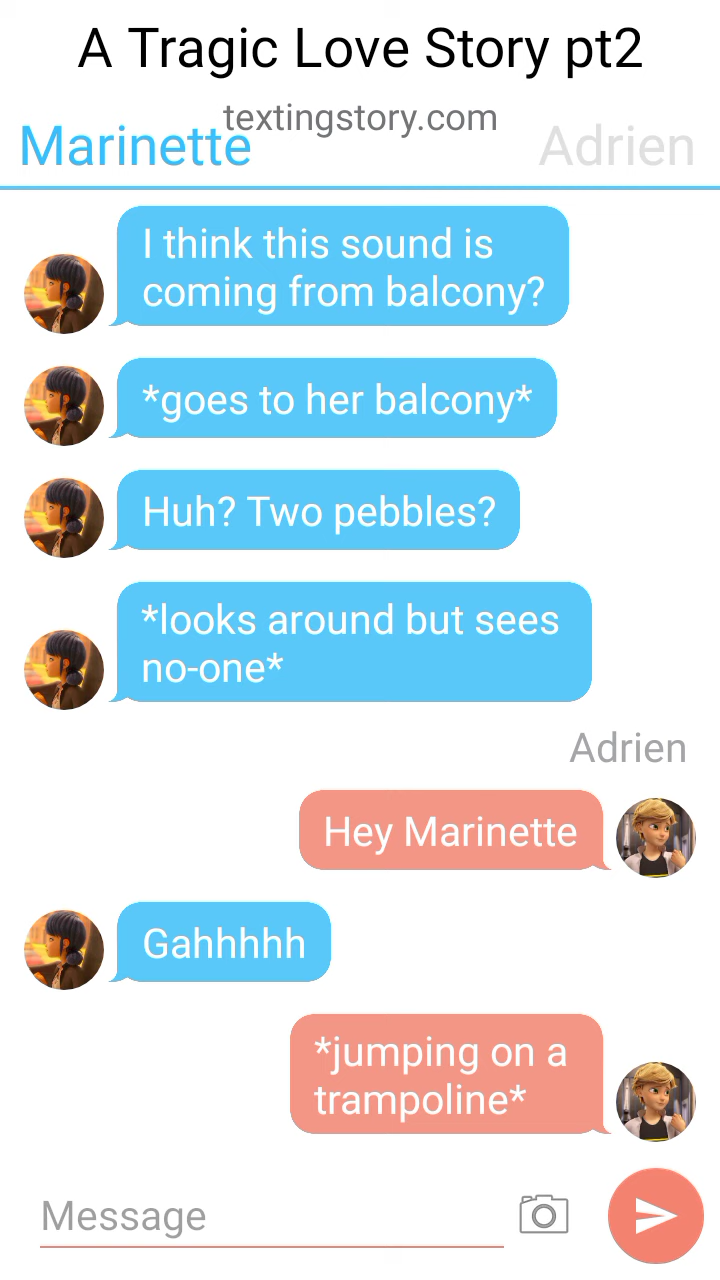 A Tragic Love Story pt2
textingstory.com
Marinette
Adrien
I think this sound is
coming from balcony?
*goes to her balcony*
Huh? Two pebbles?
*looks around but sees
no-one*
Adrien
Hey Marinette
Gahhhhh
*jumping on a
trampoline*
Message